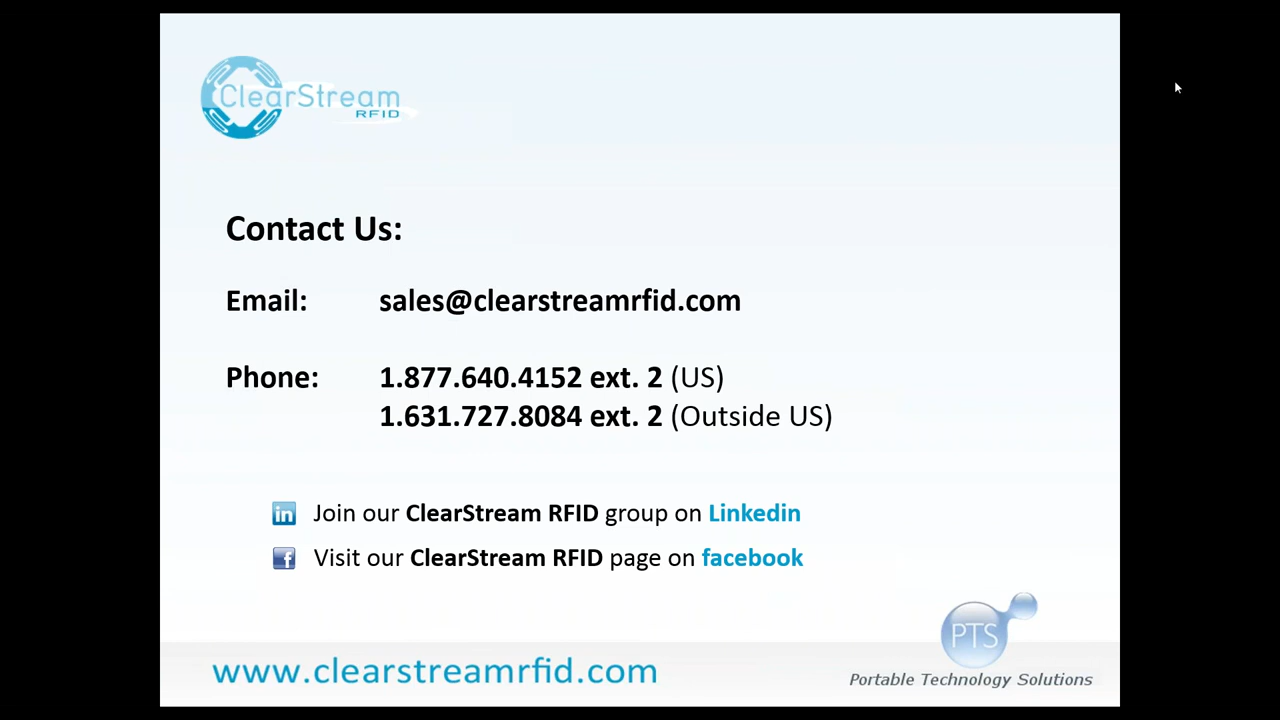 ClearStream
RFID
Contact Us:
Email: sales@clearstreamrfid.com
Phone: 1.877.640.4152 ext. 2 (US)
1.631.727.8084 ext. 2 (Outside US)
in Join our ClearStream RFID group on Linkedin
f Visit our ClearStream RFID page on facebook
PTS
www.clearstreamrfid.com
Portable Technology Solutions